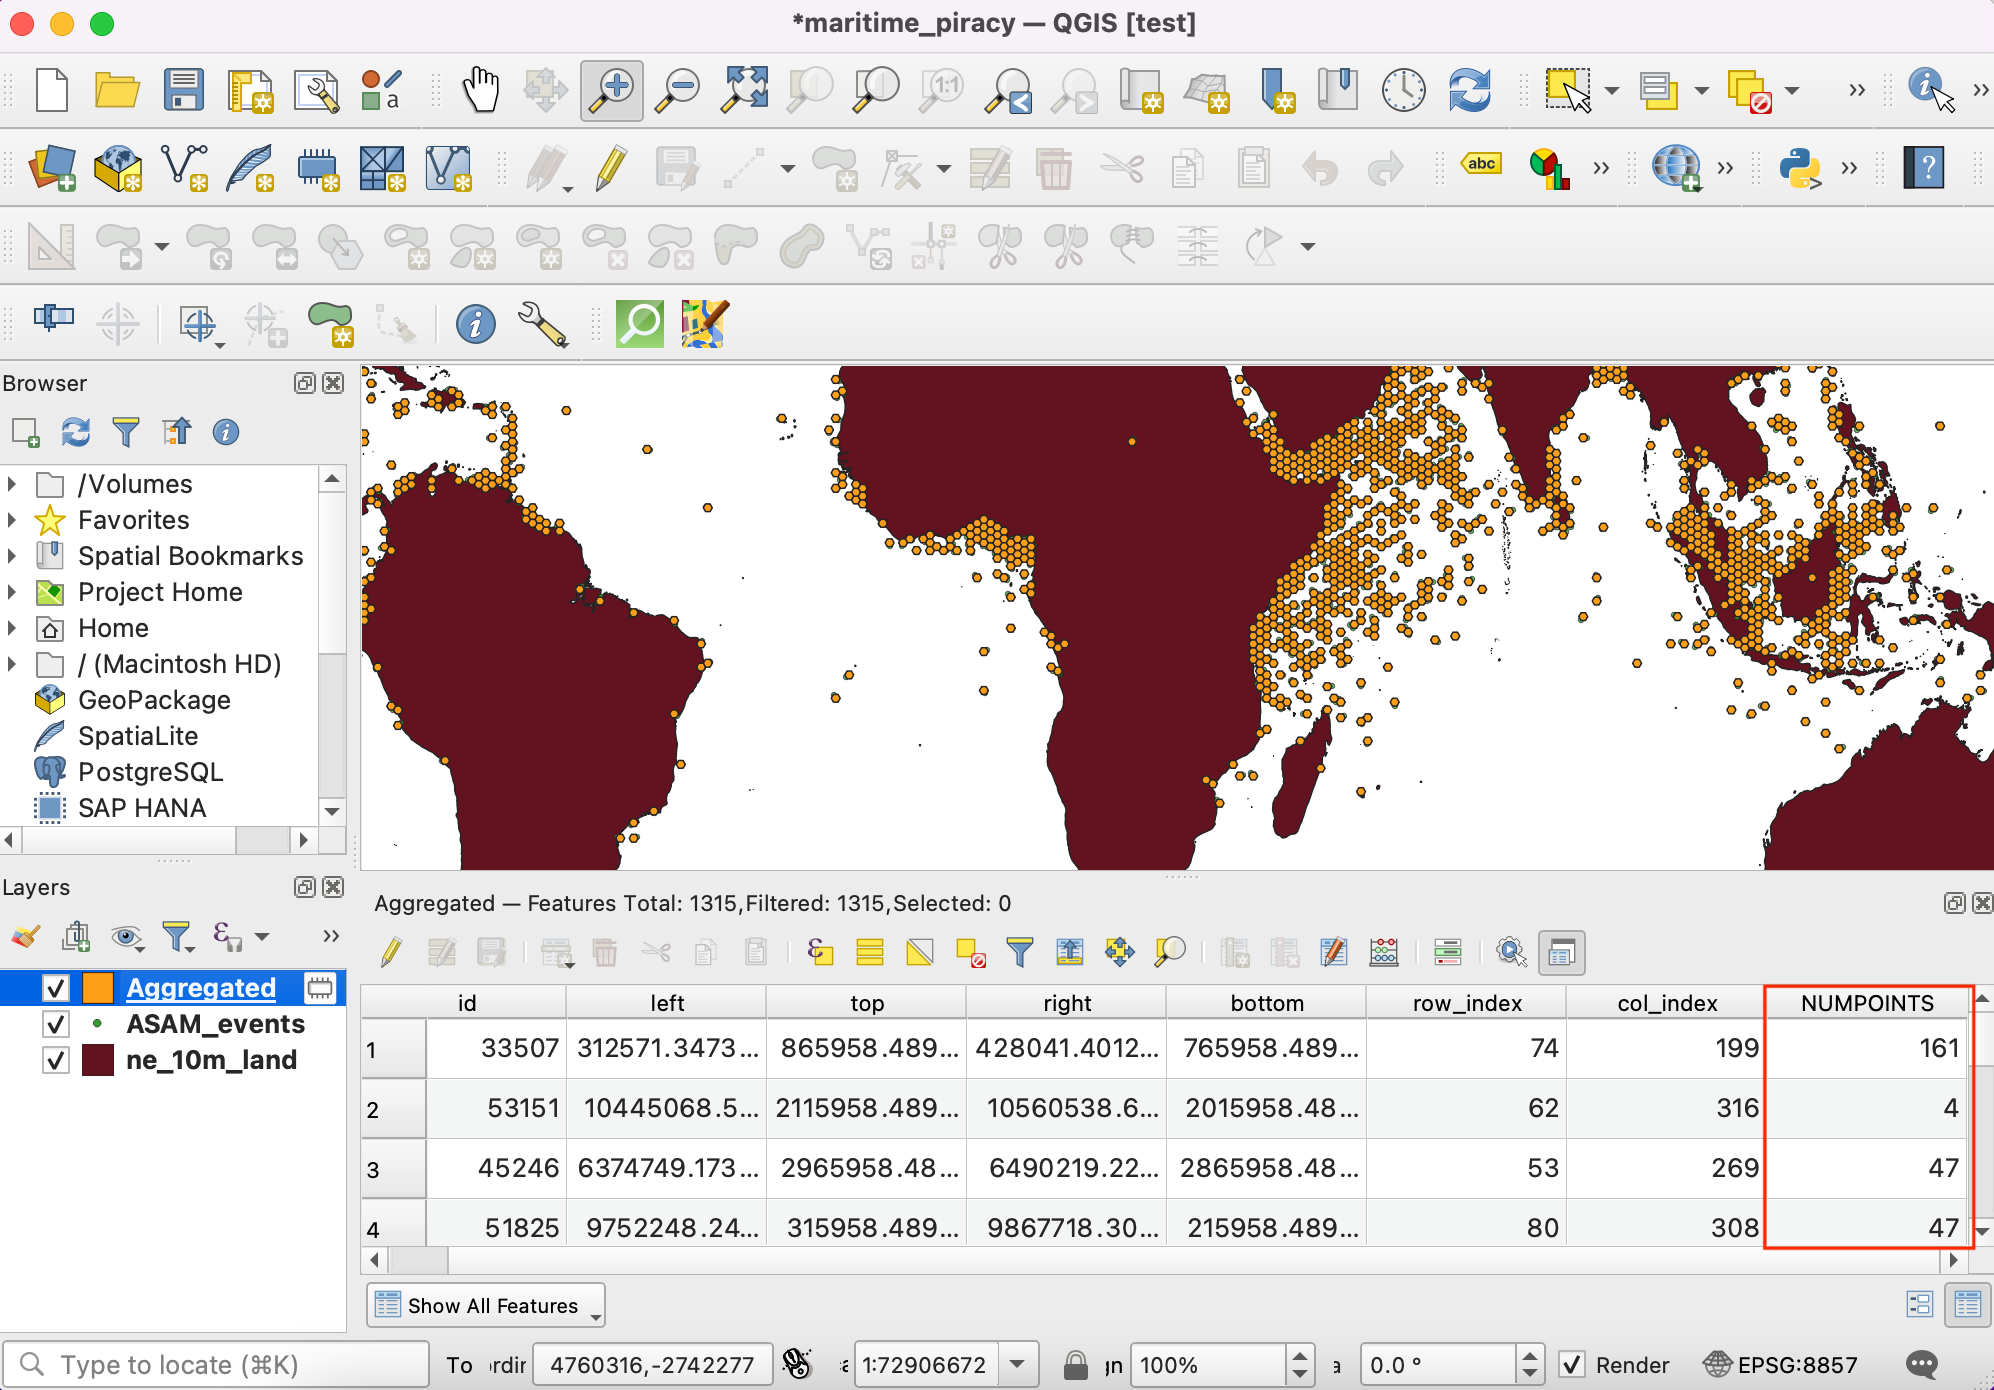 *maritime_piracy — QGIS [test]
1:1
a
abc
?
Browser
/Volumes
Favorites
Spatial Bookmarks
Project Home
Home
/ (Macintosh HD)
GeoPackage
SpatiaLite
PostgreSQL
SAP HANA
Layers
Aggregated
ASAM_events
ne_10m_land
Aggregated — Features Total: 1315,Filtered: 1315,Selected: 0
id left top right bottom row_index col_index NUMPOINTS
1 33507 312571.3473... 865958.489... 428041.4012... 765958.489... 74 199 161
2 53151 10445068.5... 2115958.489... 10560538.6... 2015958.48... 62 316 4
3 45246 6374749.173... 2965958.48... 6490219.22... 2865958.48... 53 269 47
4 51825 9752248.24... 315958.489... 9867718.30... 215958.489... 80 308 47
Show All Features
Type to locate (⌘K) To ordir 4760316,-2742277 1:72906672 gn 100% a 0.0 ° Render EPSG:8857